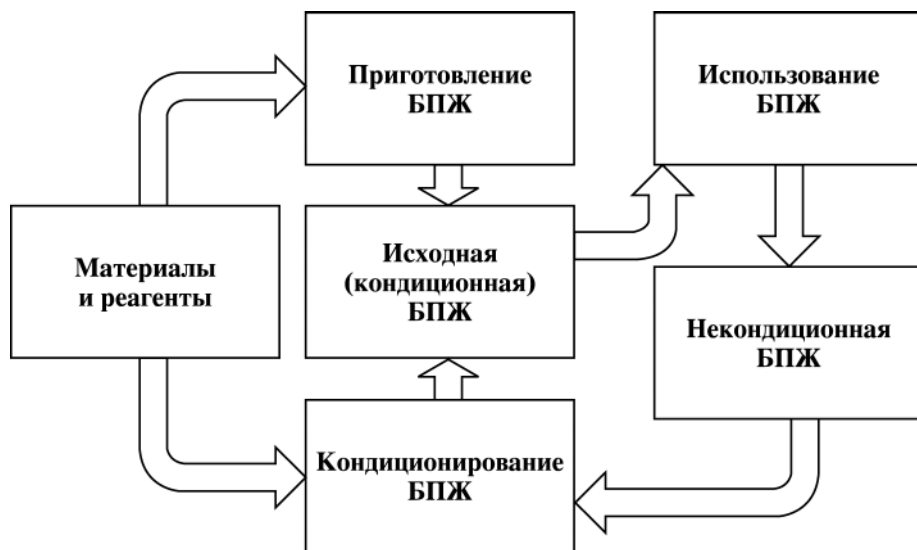 Приготовление
БПЖ
Использование
БПЖ
Материалы
и реагенты
Исходная
(кондиционная)
БПЖ
Некондиционная
БПЖ
Кондиционирование
БПЖ